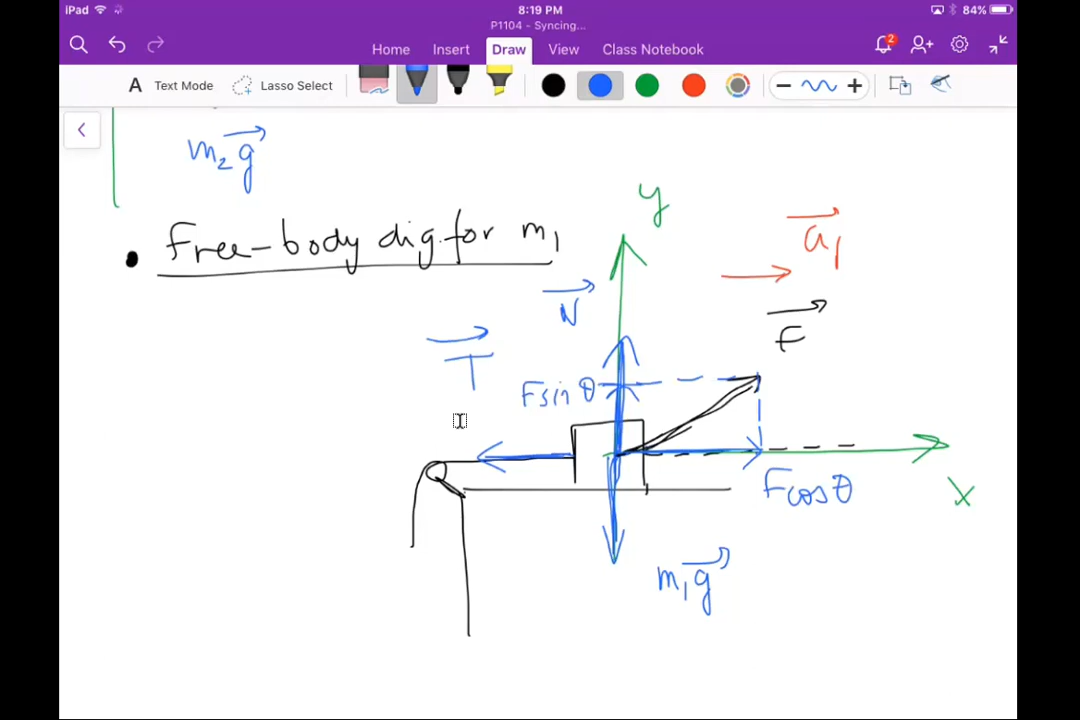 iPad
8:19 PM
84%
P1104 - Syncing...
Home Insert Draw View Class Notebook
2
A Text Mode Lasso Select
m₂g
• Free-body dig. for m₁
y
a₁
N
F
T
F sin θ
F cos θ
x
m₁g